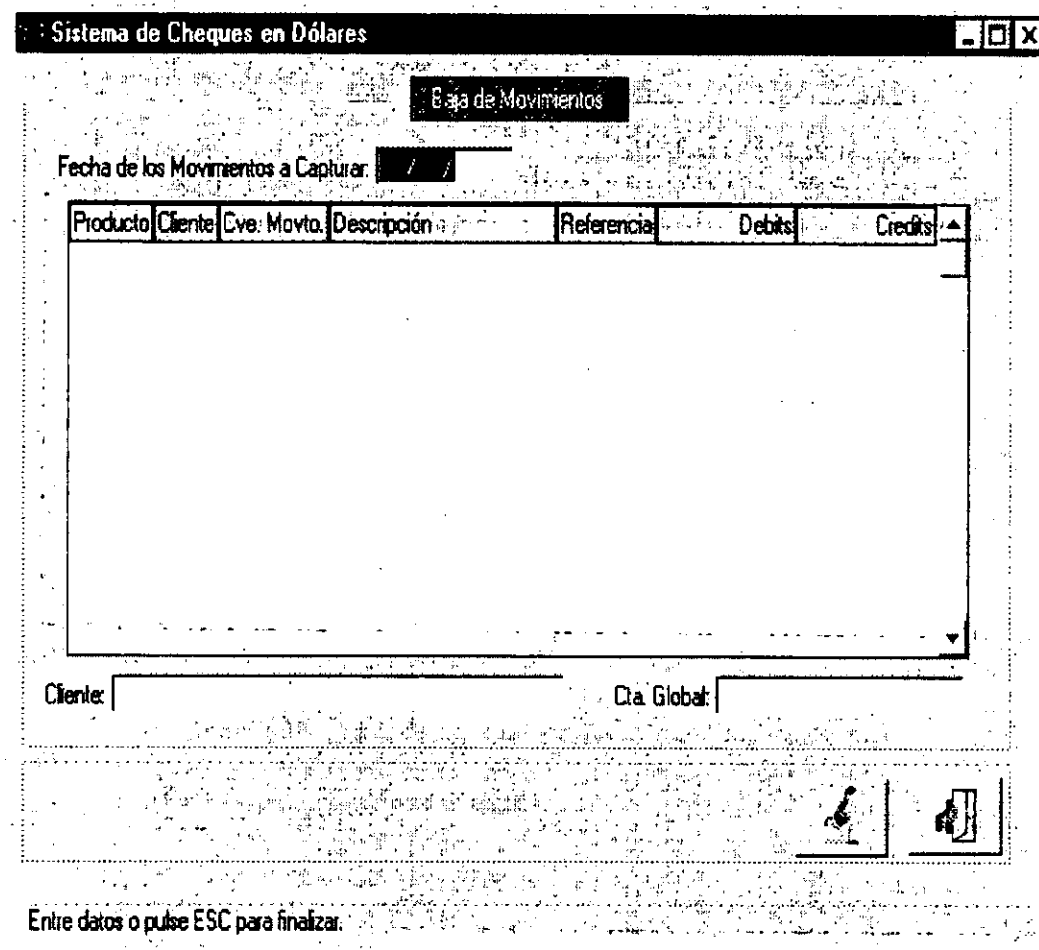 Sistema de Cheques en Dólares
Baja de Movimientos
Fecha de los Movimientos a Capturar: / /
Producto Cliente Cve. Movto. Descripción Referencia Debits Credits
Cliente: Cta. Global:
Entre datos o pulse ESC para finalizar.